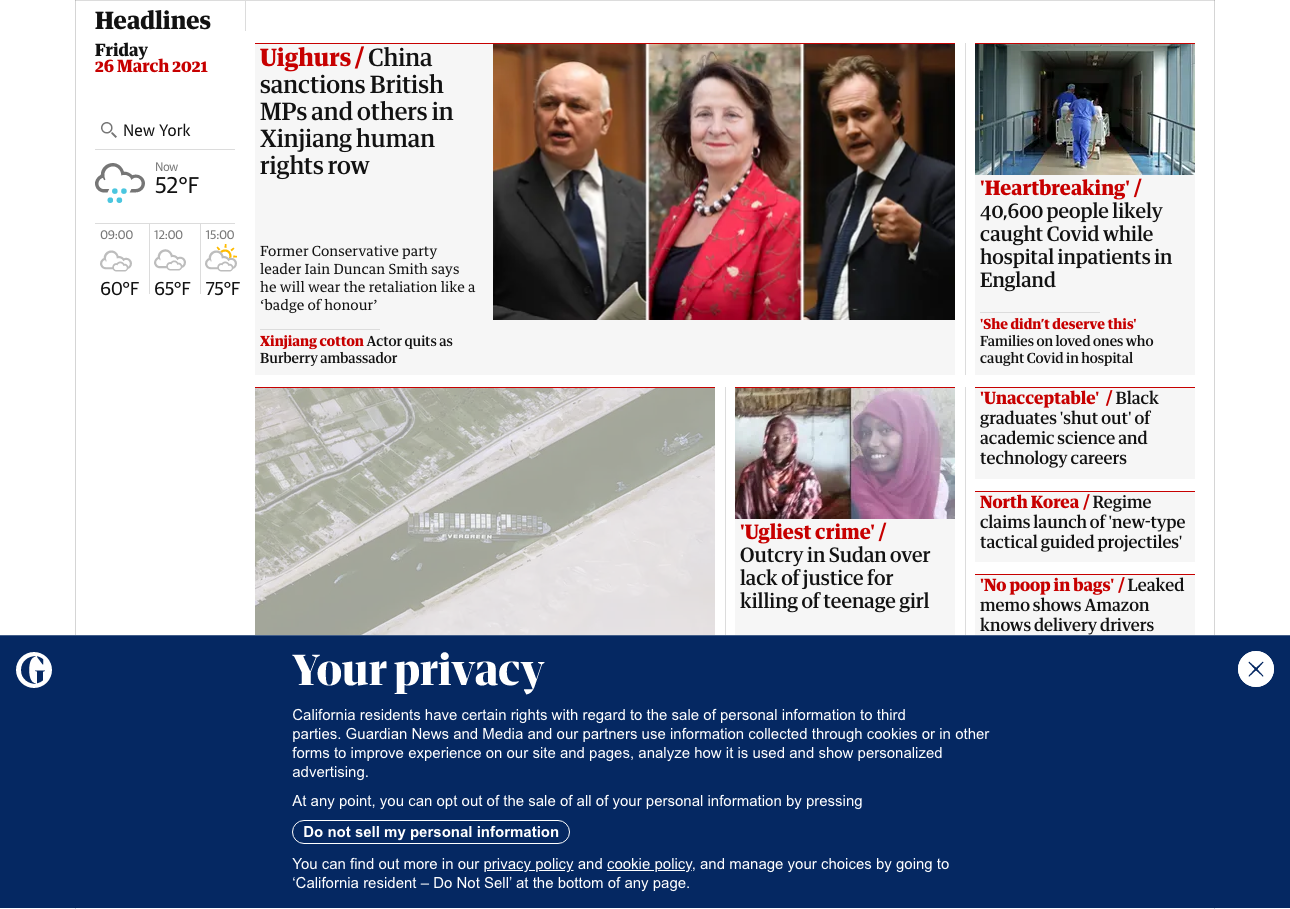 Headlines
Friday
26 March 2021
New York
Now
52°F
09:00
12:00
15:00
60°F
65°F
75°F
Uighurs / China
sanctions British
MPs and others in
Xinjiang human
rights row
Former Conservative party
leader Iain Duncan Smith says
he will wear the retaliation like a
‘badge of honour’
Xinjiang cotton Actor quits as
Burberry ambassador
'Heartbreaking' /
40,600 people likely
caught Covid while
hospital inpatients in
England
'She didn’t deserve this'
Families on loved ones who
caught Covid in hospital
EVERGREEN
'Ugliest crime' /
Outcry in Sudan over
lack of justice for
killing of teenage girl
'Unacceptable' / Black
graduates 'shut out' of
academic science and
technology careers
North Korea / Regime
claims launch of 'new-type
tactical guided projectiles'
'No poop in bags' / Leaked
memo shows Amazon
knows delivery drivers
G
Your privacy
California residents have certain rights with regard to the sale of personal information to third
parties. Guardian News and Media and our partners use information collected through cookies or in other
forms to improve experience on our site and pages, analyze how it is used and show personalized
advertising.
At any point, you can opt out of the sale of all of your personal information by pressing
Do not sell my personal information
You can find out more in our privacy policy and cookie policy, and manage your choices by going to
‘California resident – Do Not Sell’ at the bottom of any page.